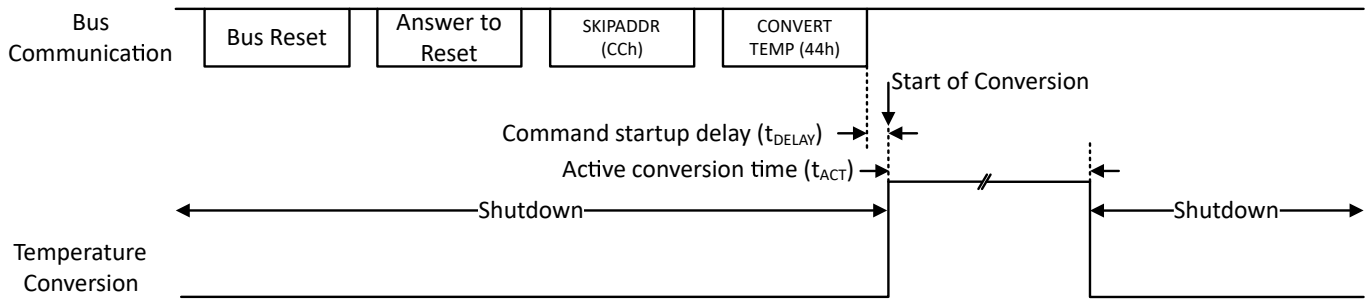 Bus
Communication
Bus Reset
Answer to
Reset
SKIPADDR
(CCh)
CONVERT
TEMP (44h)
Start of Conversion
Command startup delay (tDELAY)
Active conversion time (tACT)
Shutdown
Shutdown
Temperature
Conversion